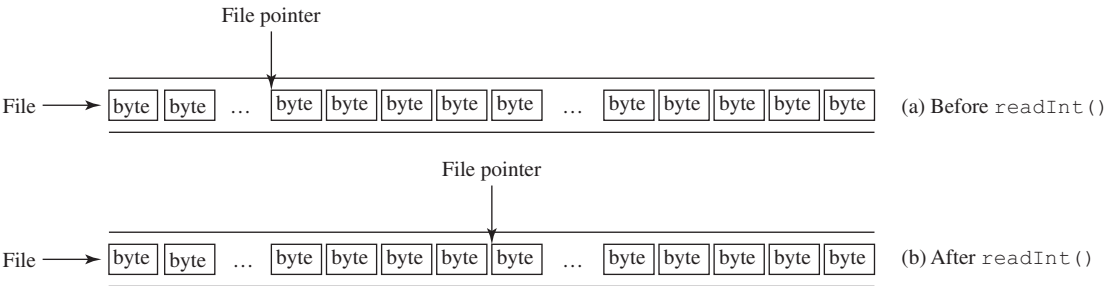 File pointer
File byte byte ... byte byte byte byte byte ... byte byte byte byte byte (a) Before readInt()
File pointer
File byte byte ... byte byte byte byte byte ... byte byte byte byte byte (b) After readInt()